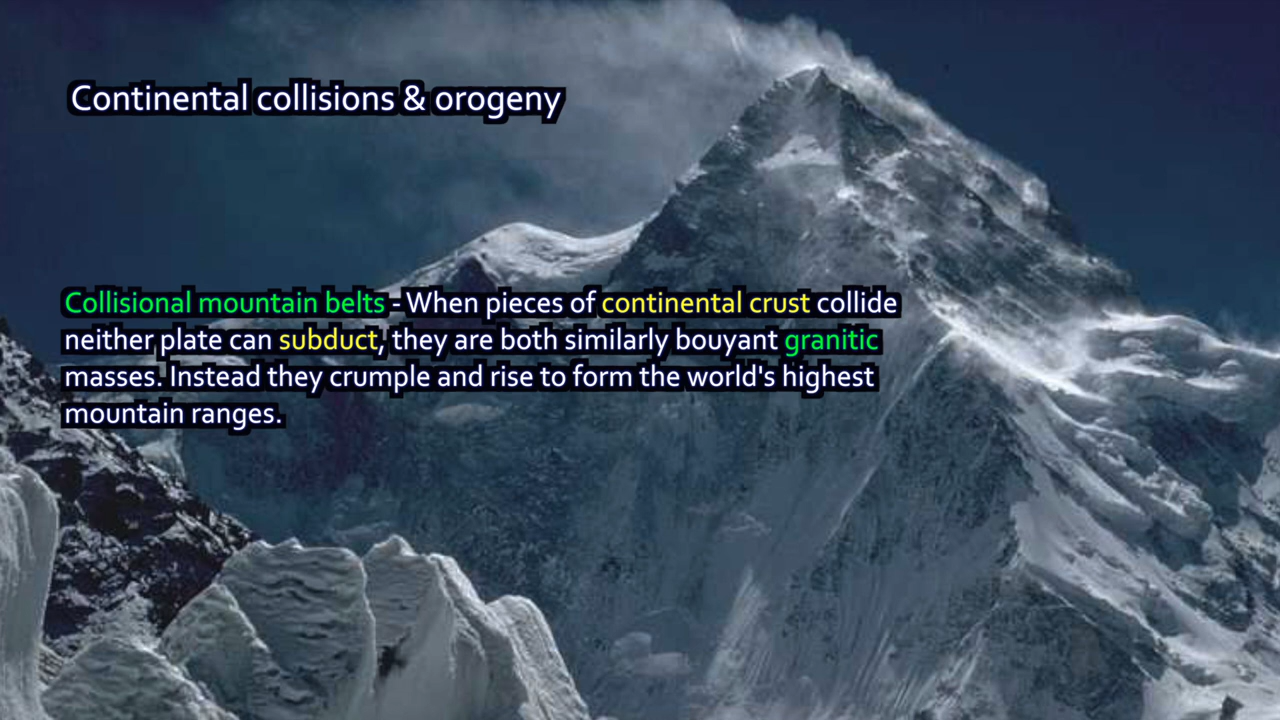 Continental collisions & orogeny
Collisional mountain belts - When pieces of continental crust collide
neither plate can subduct, they are both similarly bouyant granitic
masses. Instead they crumple and rise to form the world's highest
mountain ranges.